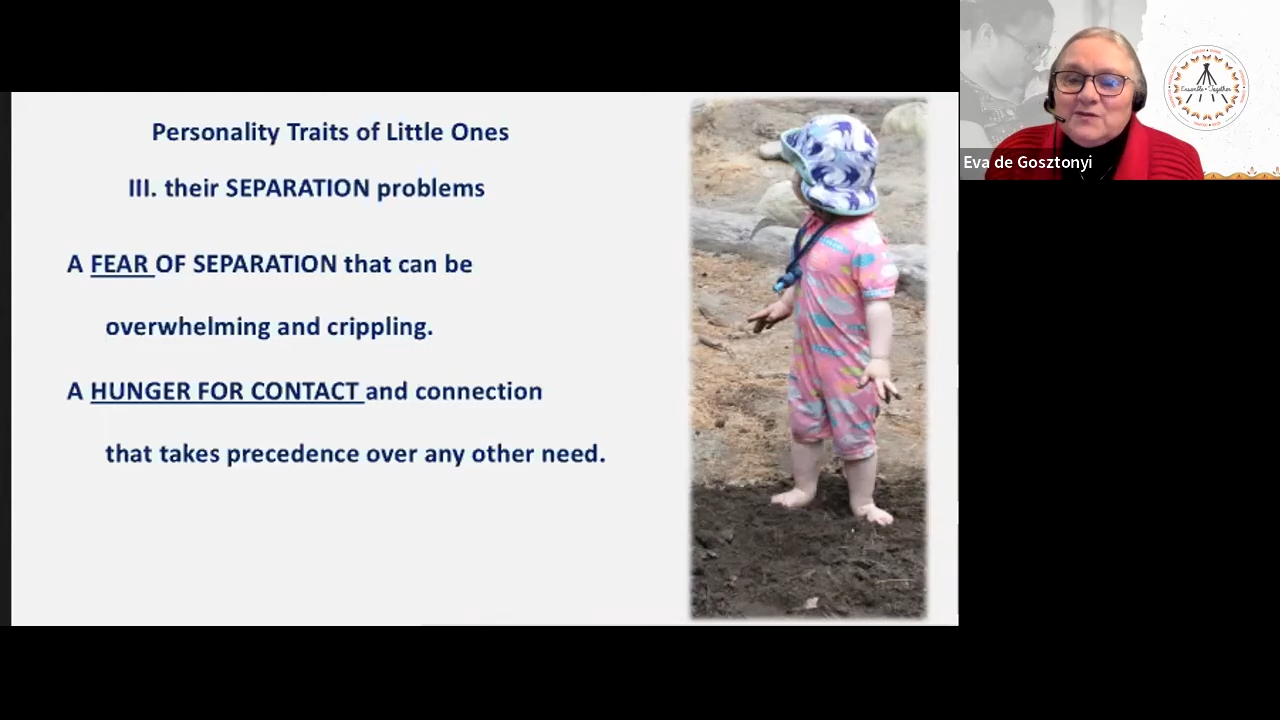 Personality Traits of Little Ones
III. their SEPARATION problems
A FEAR OF SEPARATION that can be
overwhelming and crippling.
A HUNGER FOR CONTACT and connection
that takes precedence over any other need.
Eva de Gosztonyi
Ensemble • Together